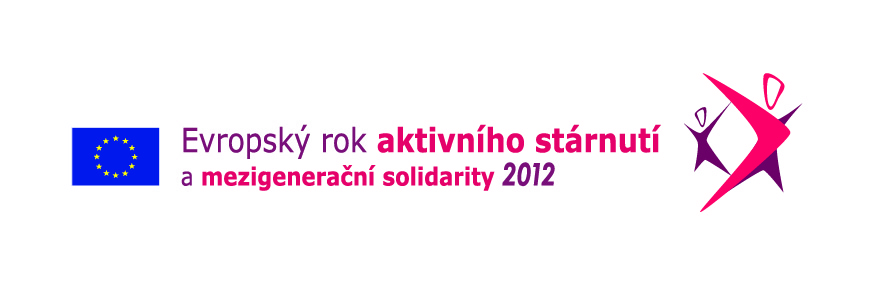 Evropský rok aktivního stárnutí
a mezigenerační solidarity 2012